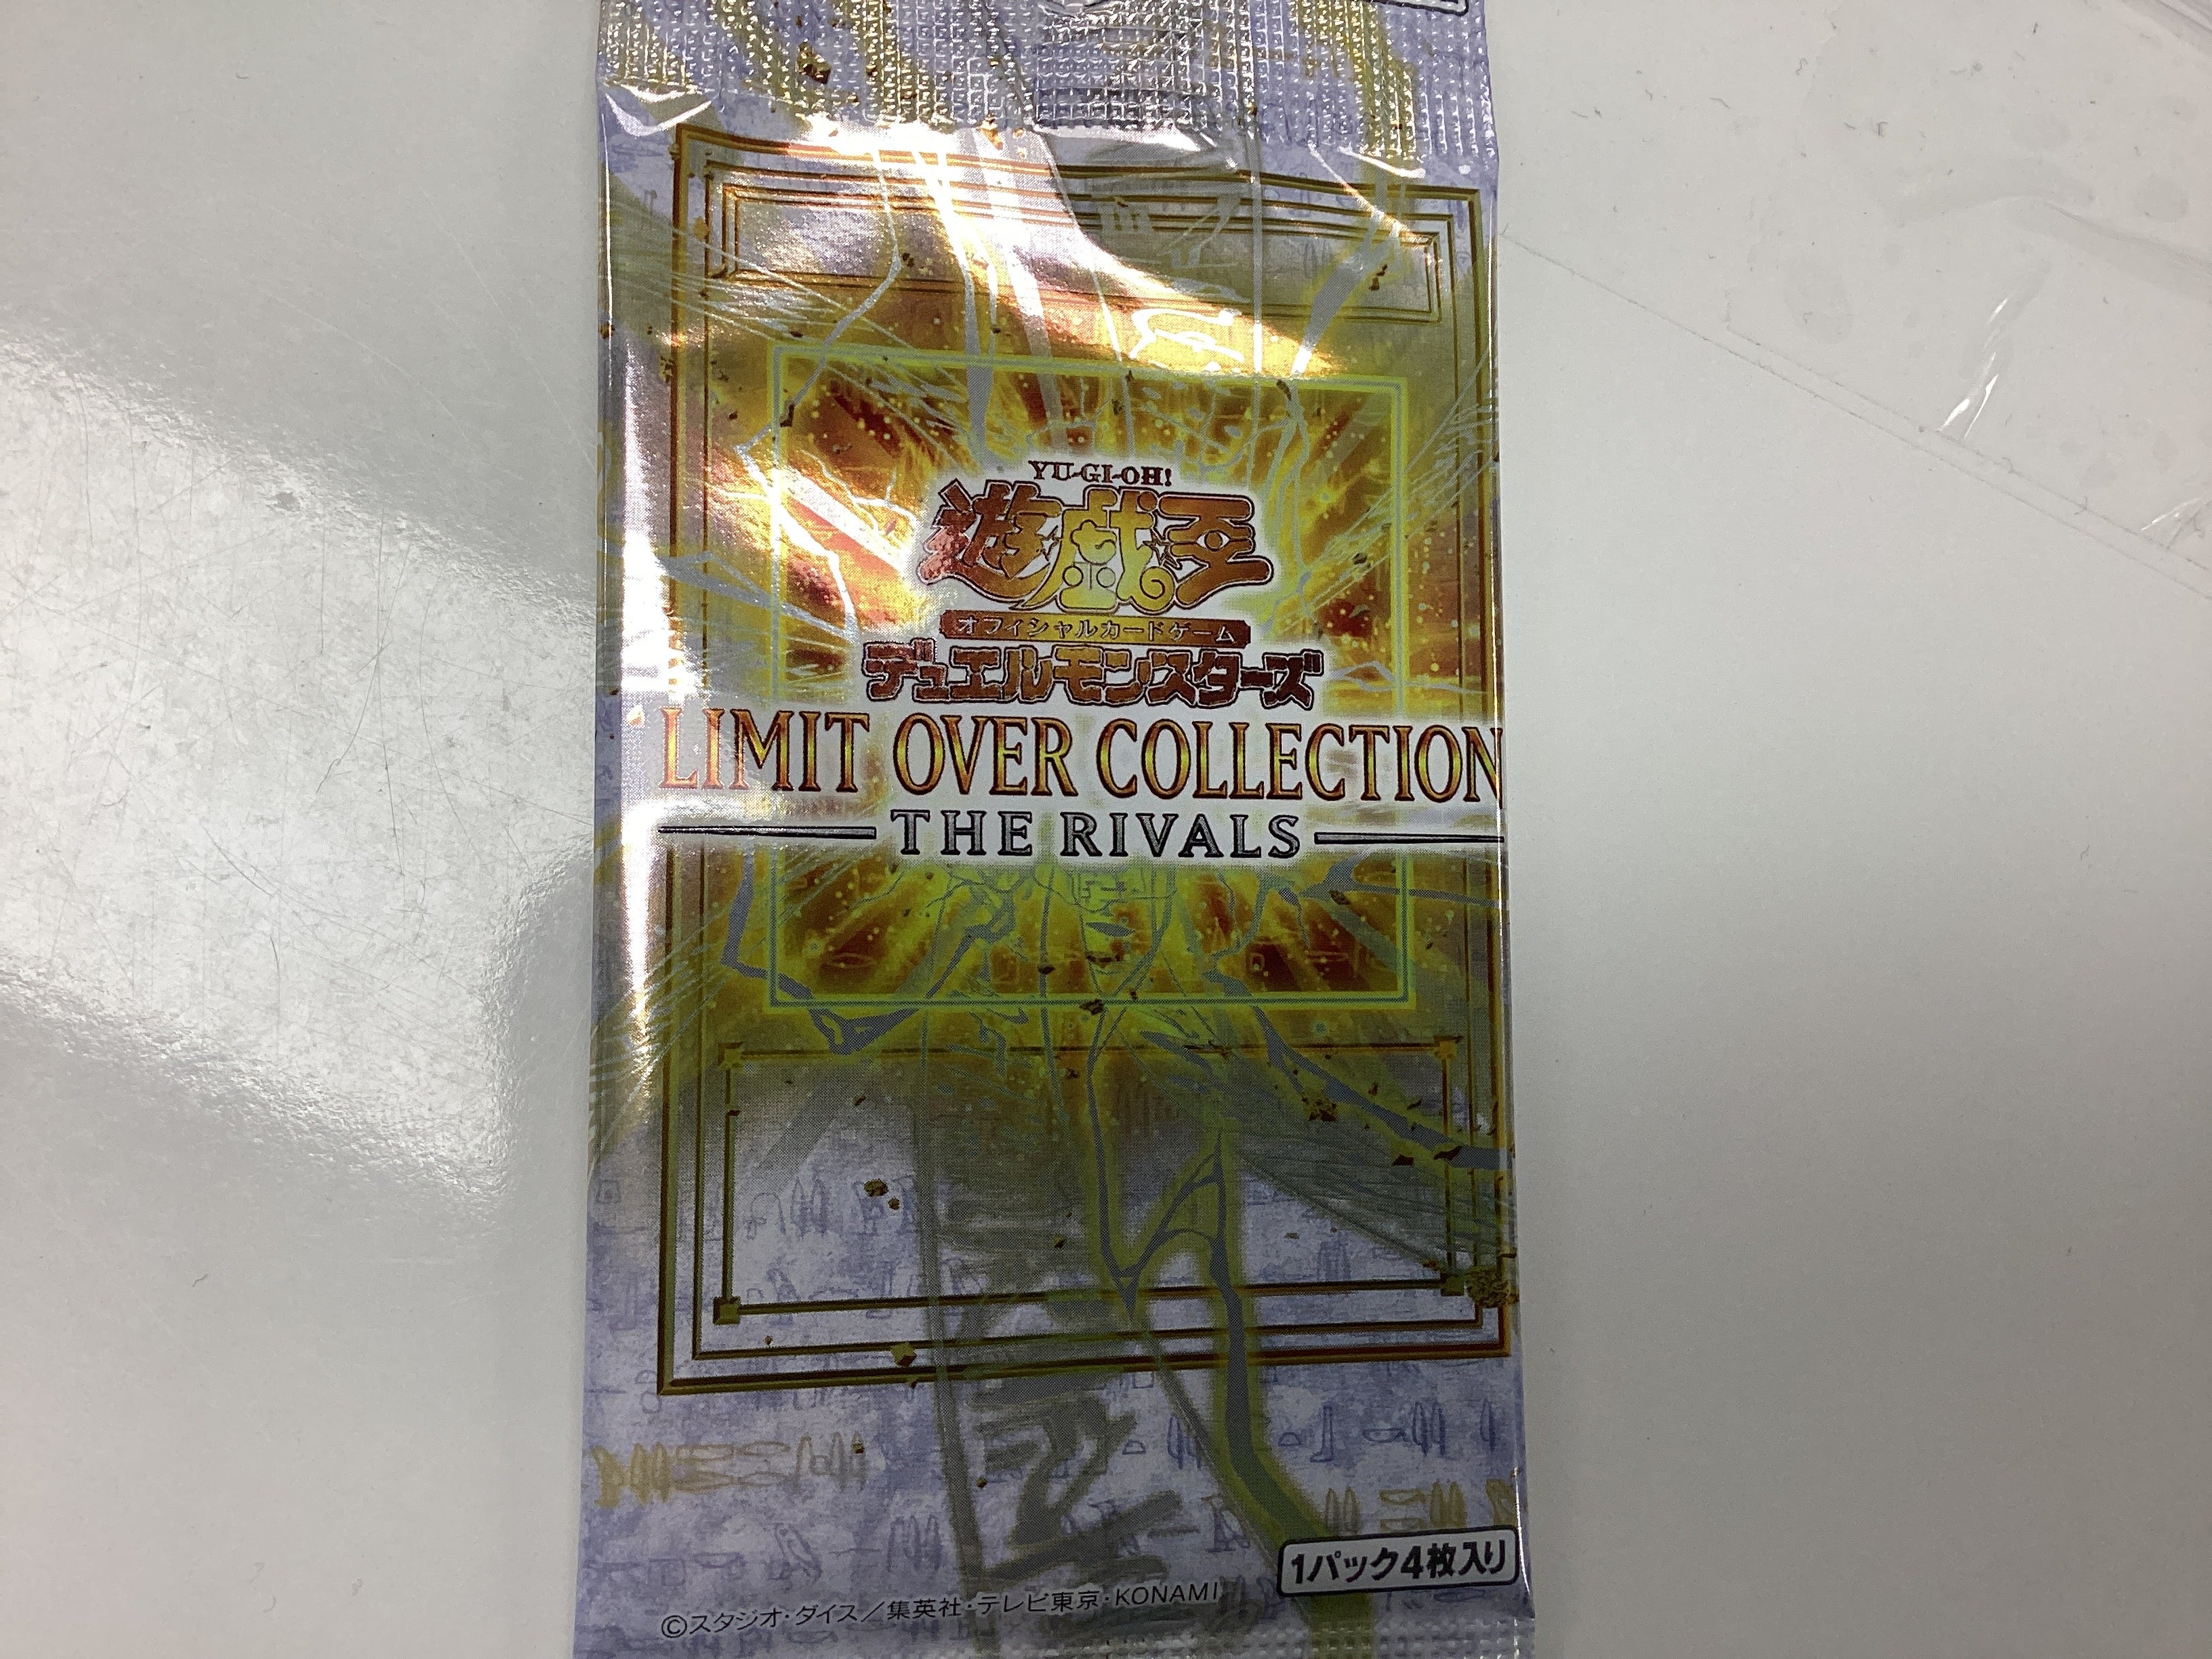 YU-GI-OH!
遊戯王
オフィシャルカードゲーム
デュエルモンスターズ
LIMIT OVER COLLECTION
THE RIVALS
1パック4枚入り
©スタジオ・ダイス／集英社・テレビ東京・KONAMI